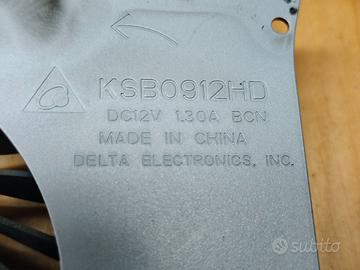 KSB0912HD
DC12V 1.30A BCN
MADE IN CHINA
DELTA ELECTRONICS, INC.
subito